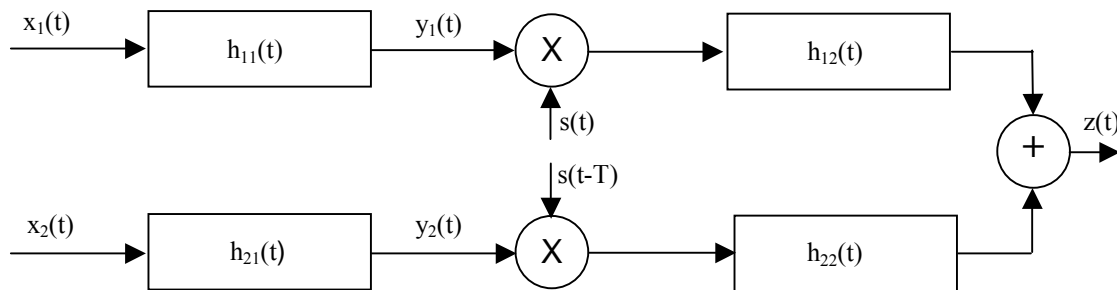 x₁(t)
h₁₁(t)
y₁(t)
X
h₁₂(t)
s(t)
z(t)
+
s(t-T)
x₂(t)
h₂₁(t)
y₂(t)
X
h₂₂(t)